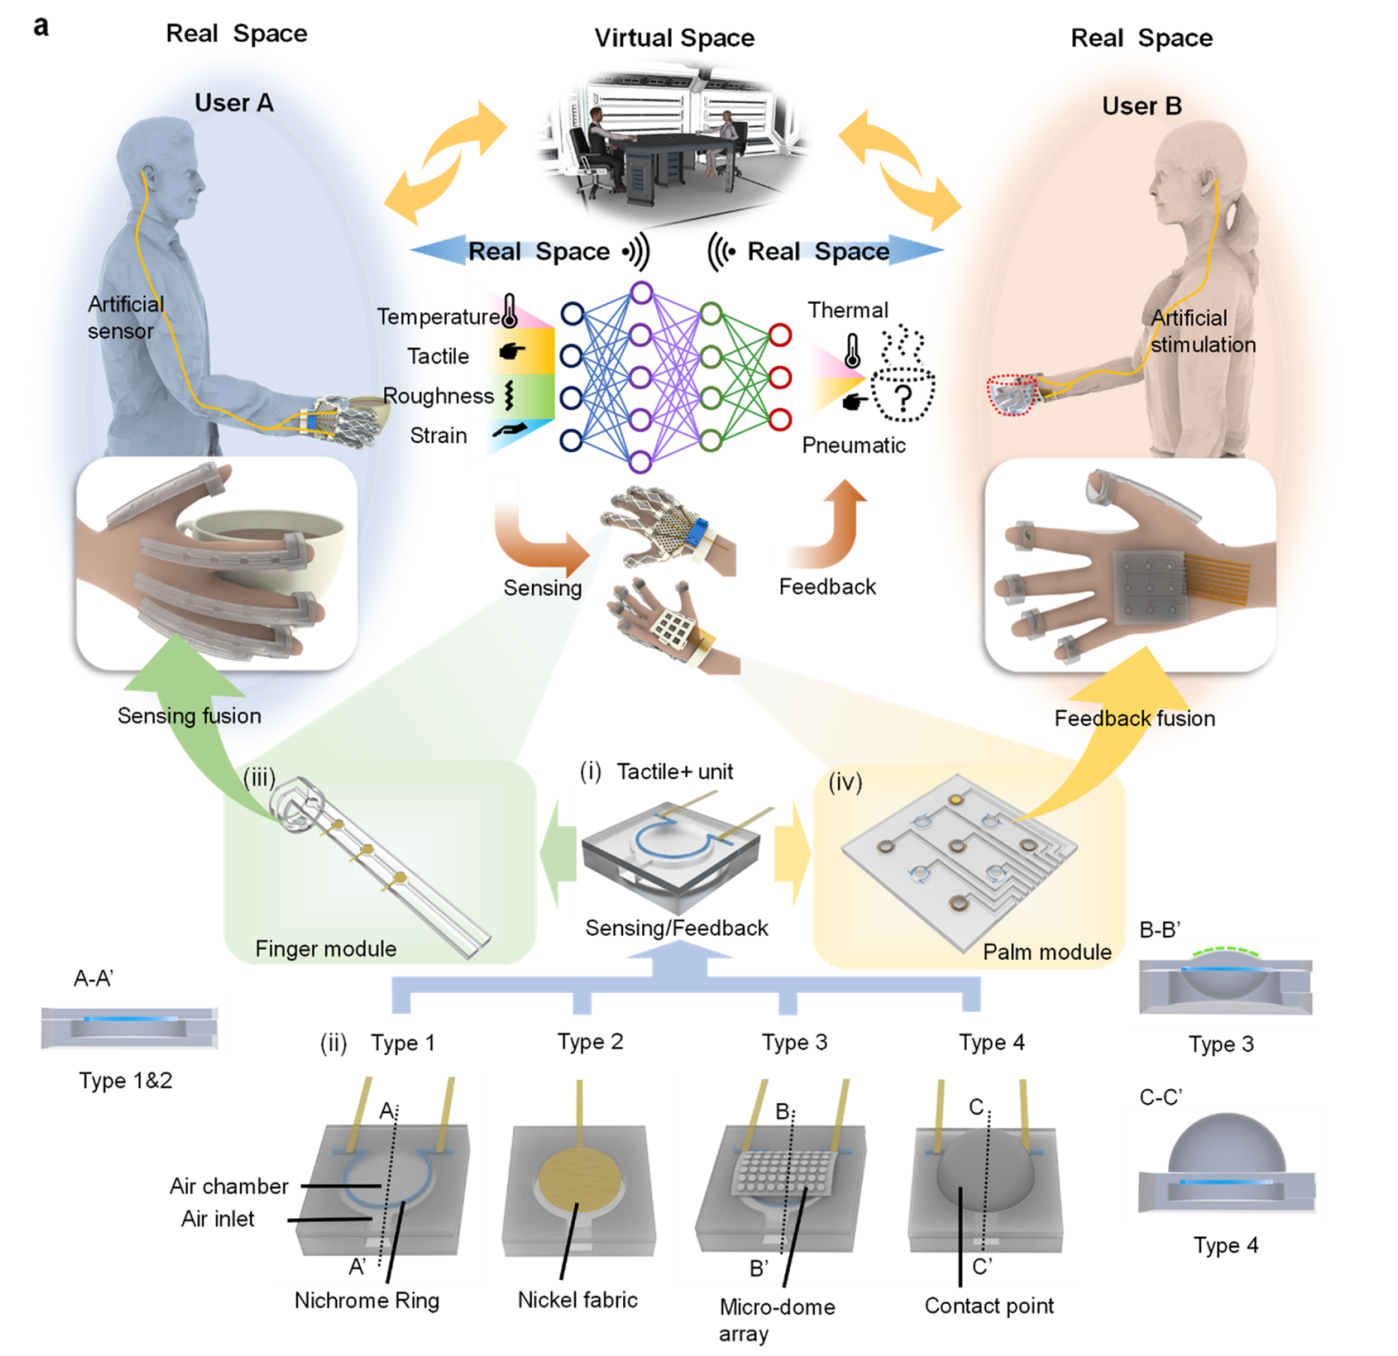 a
Real Space
Virtual Space
Real Space
User A
User B
Real Space
Real Space
Artificial
sensor
Temperature
Tactile
Roughness
Strain
Thermal
?
Pneumatic
Artificial
stimulation
Sensing
Feedback
Sensing fusion
Feedback fusion
(iii)
(i) Tactile+ unit
(iv)
Finger module
Sensing/Feedback
Palm module
A-A’
Type 1&2
B-B’
Type 3
(ii) Type 1
Type 2
Type 3
Type 4
C-C’
Type 4
A
B
C
Air chamber
Air inlet
A’
B’
C’
Nichrome Ring
Nickel fabric
Micro-dome
array
Contact point